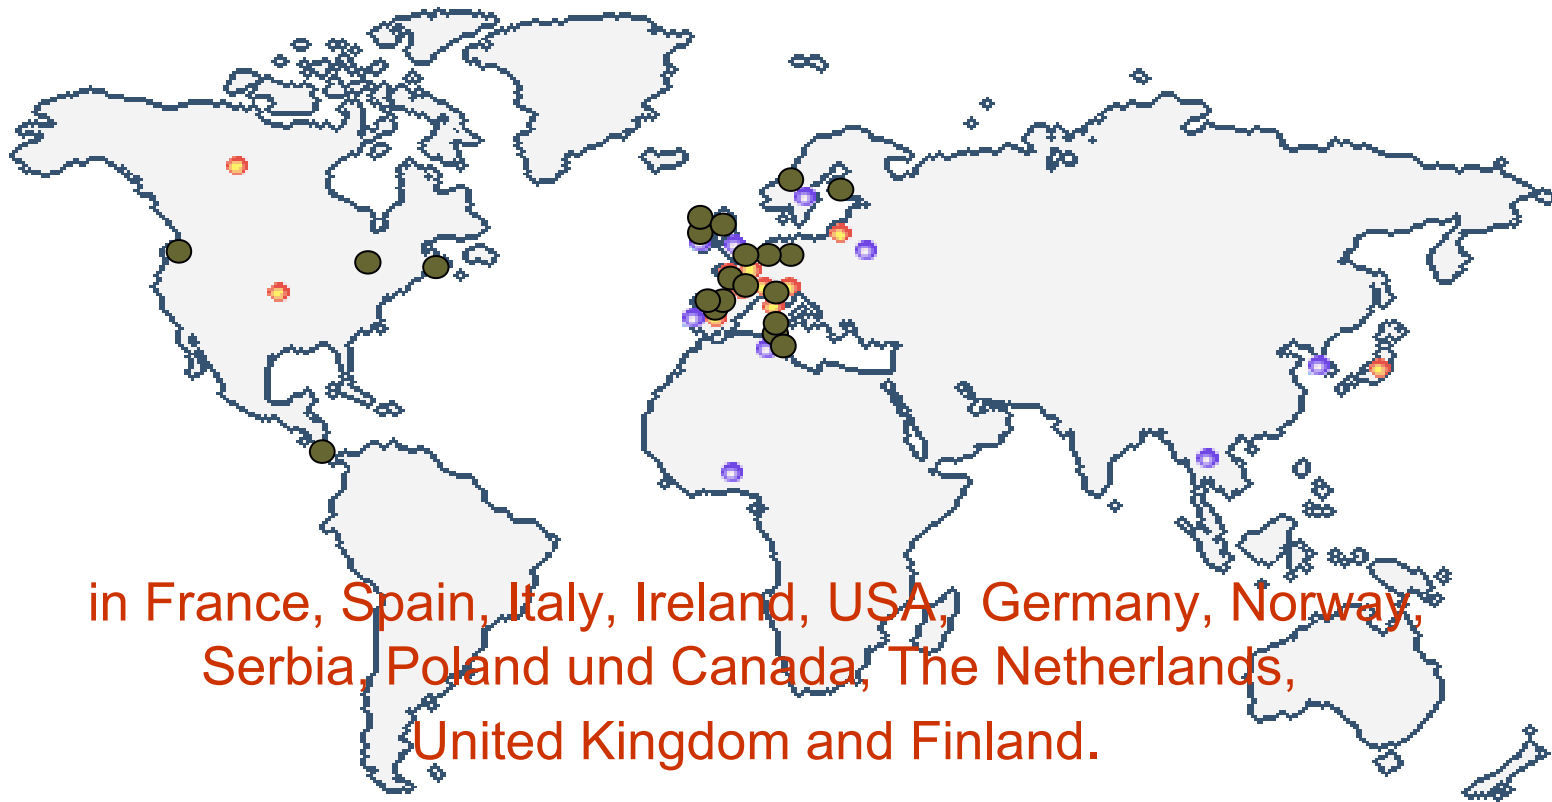 in France, Spain, Italy, Ireland, USA, Germany, Norway,
Serbia, Poland und Canada, The Netherlands,
United Kingdom and Finland.